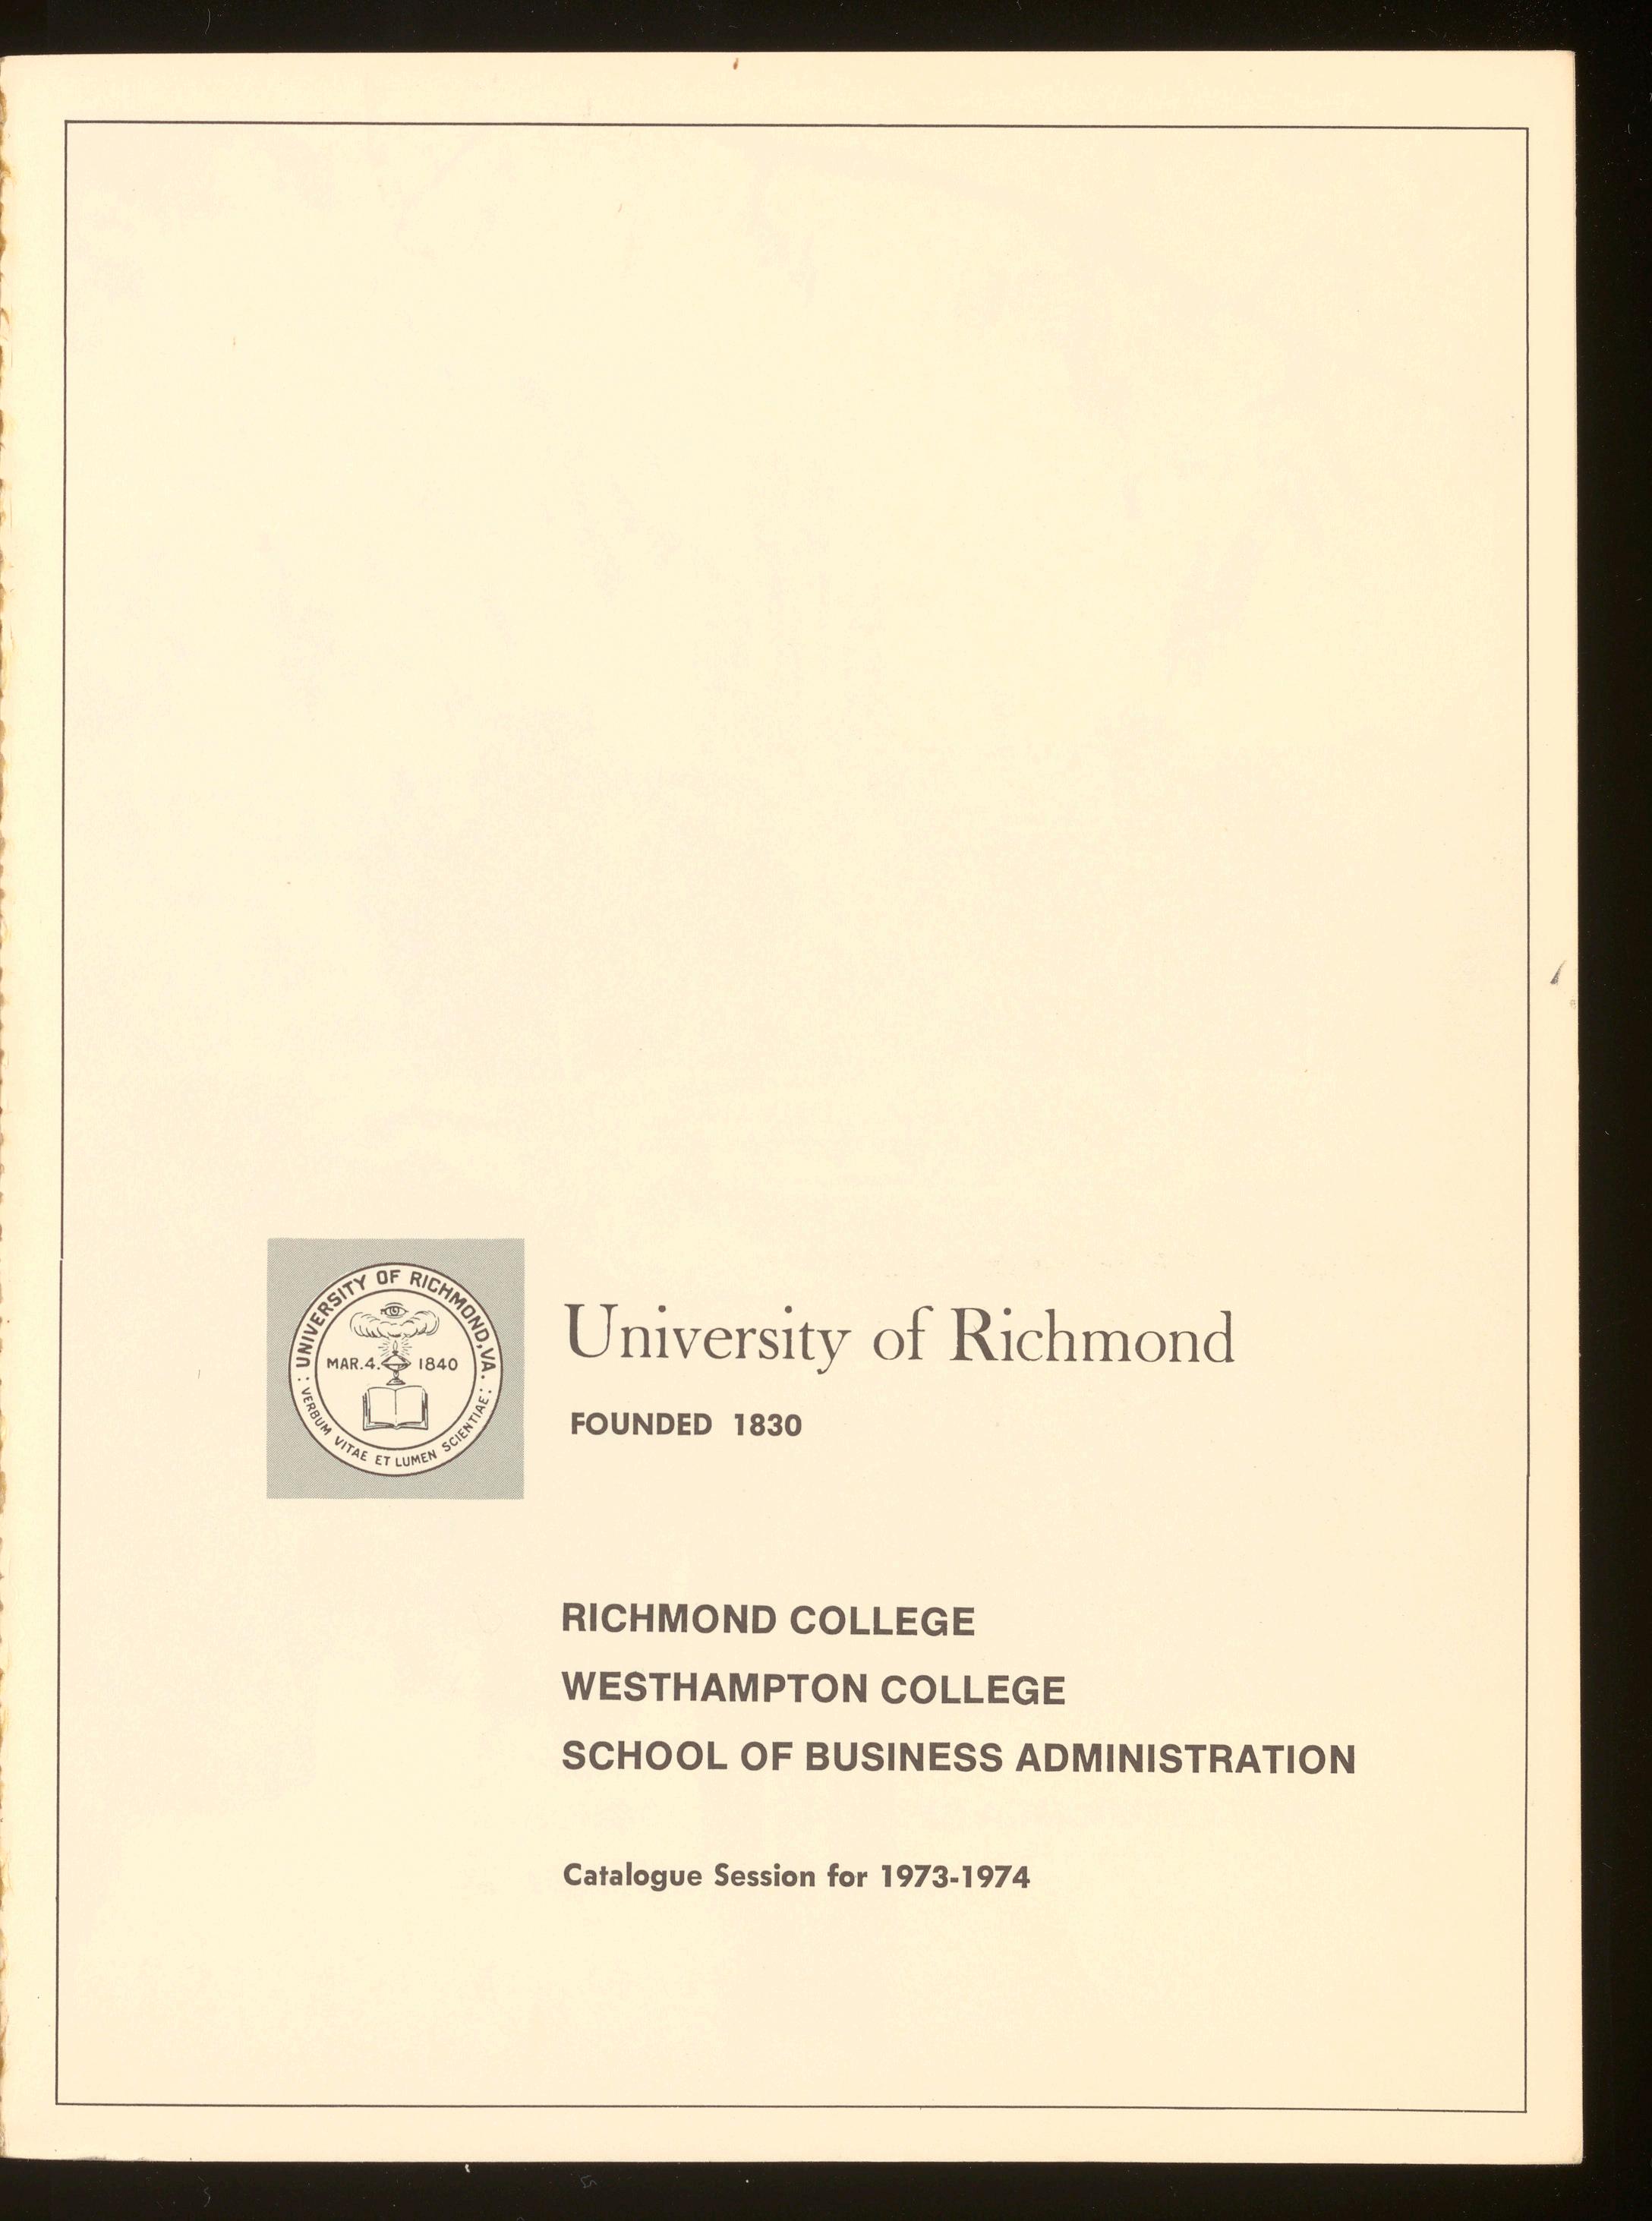 UNIVERSITY OF RICHMOND, VA.
MAR. 4. 1840
: VERBUM VITAE ET LUMEN SCIENTIAE :
University of Richmond
FOUNDED 1830
RICHMOND COLLEGE
WESTHAMPTON COLLEGE
SCHOOL OF BUSINESS ADMINISTRATION
Catalogue Session for 1973-1974